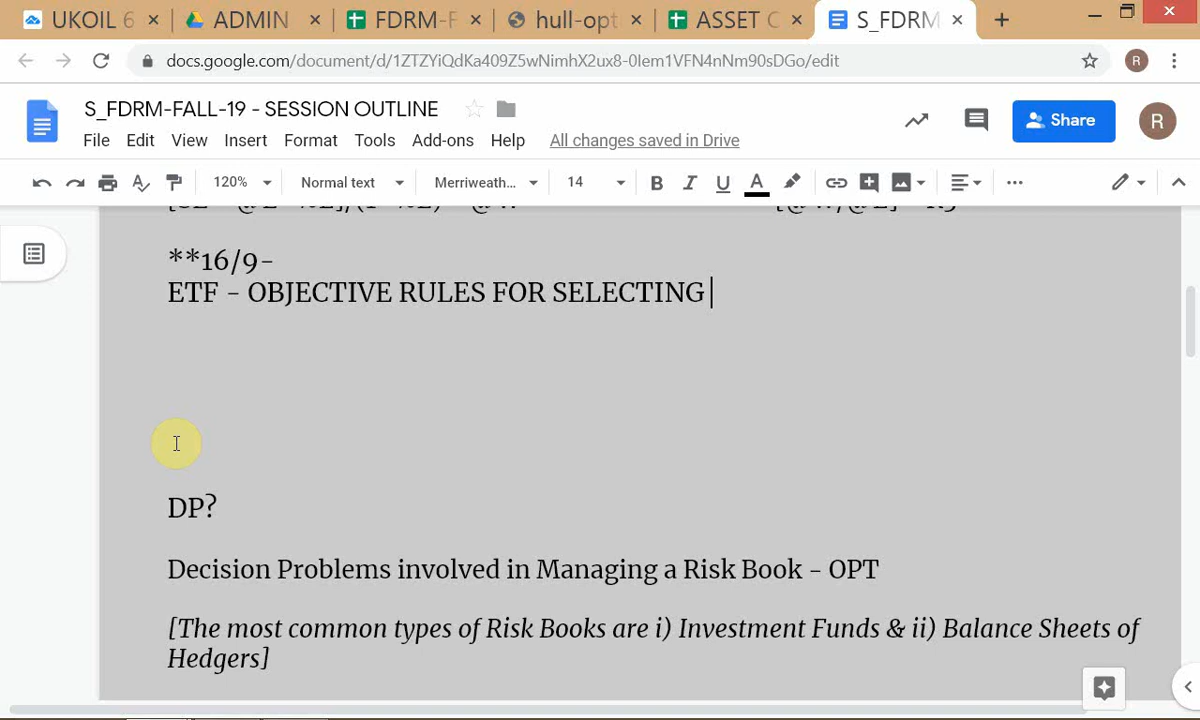 UKOIL 6 × ADMIN × FDRM-F × hull-opt × ASSET C × S_FDRM × +
docs.google.com/document/d/1ZTZYiQdKa409Z5wNimhX2ux8-0Iem1VFN4nNm90sDGo/edit R
S_FDRM-FALL-19 - SESSION OUTLINE
File Edit View Insert Format Tools Add-ons Help All changes saved in Drive
Share R
120% Normal text Merriweath... 14 B I U A
**16/9-
ETF - OBJECTIVE RULES FOR SELECTING
DP?
Decision Problems involved in Managing a Risk Book - OPT
[The most common types of Risk Books are i) Investment Funds & ii) Balance Sheets of
Hedgers]